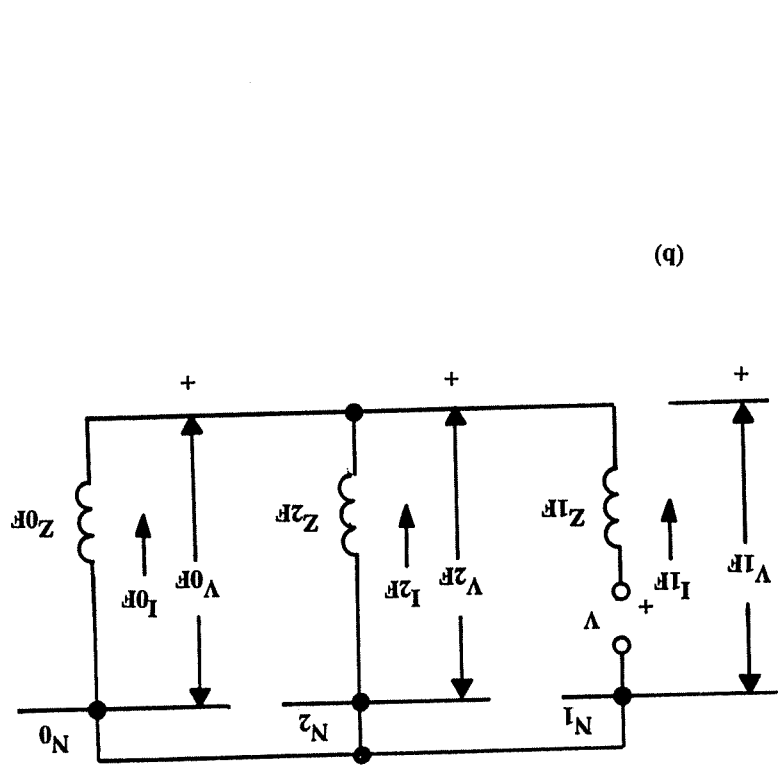 N1 N2 N0
V
+
V1F I1F V2F I2F V0F I0F
Z1F Z2F Z0F
+ + +
(b)